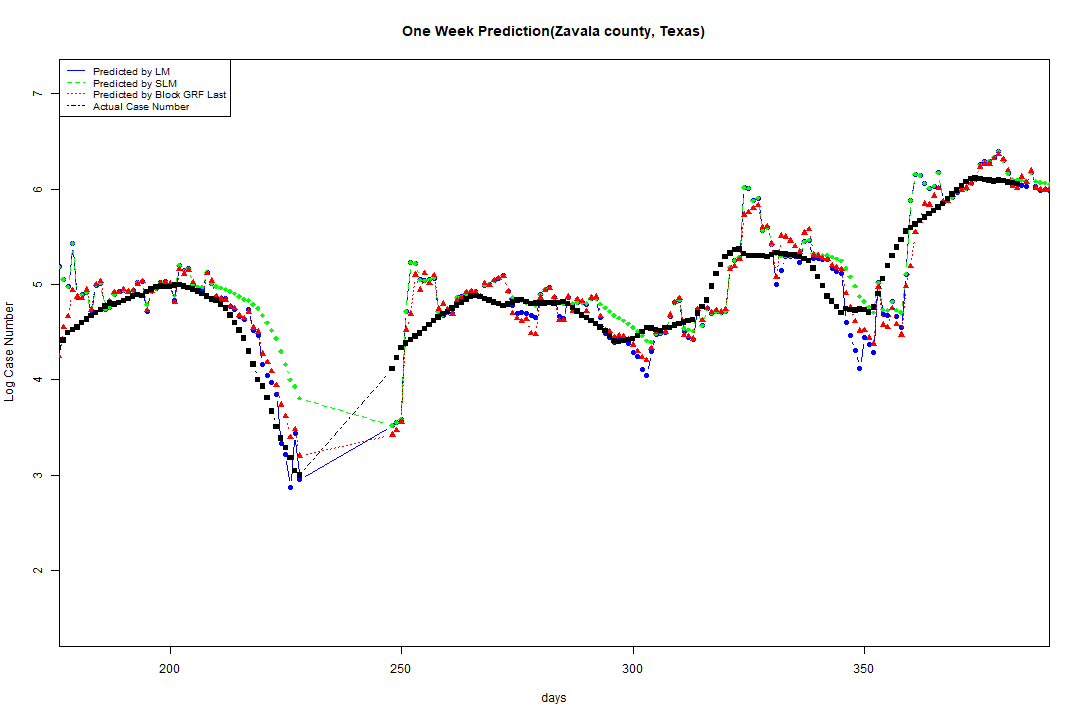 One Week Prediction(Zavala county, Texas)
Predicted by LM
Predicted by SLM
Predicted by Block GRF Last
Actual Case Number
Log Case Number
7
6
5
4
3
2
200
250
300
350
days